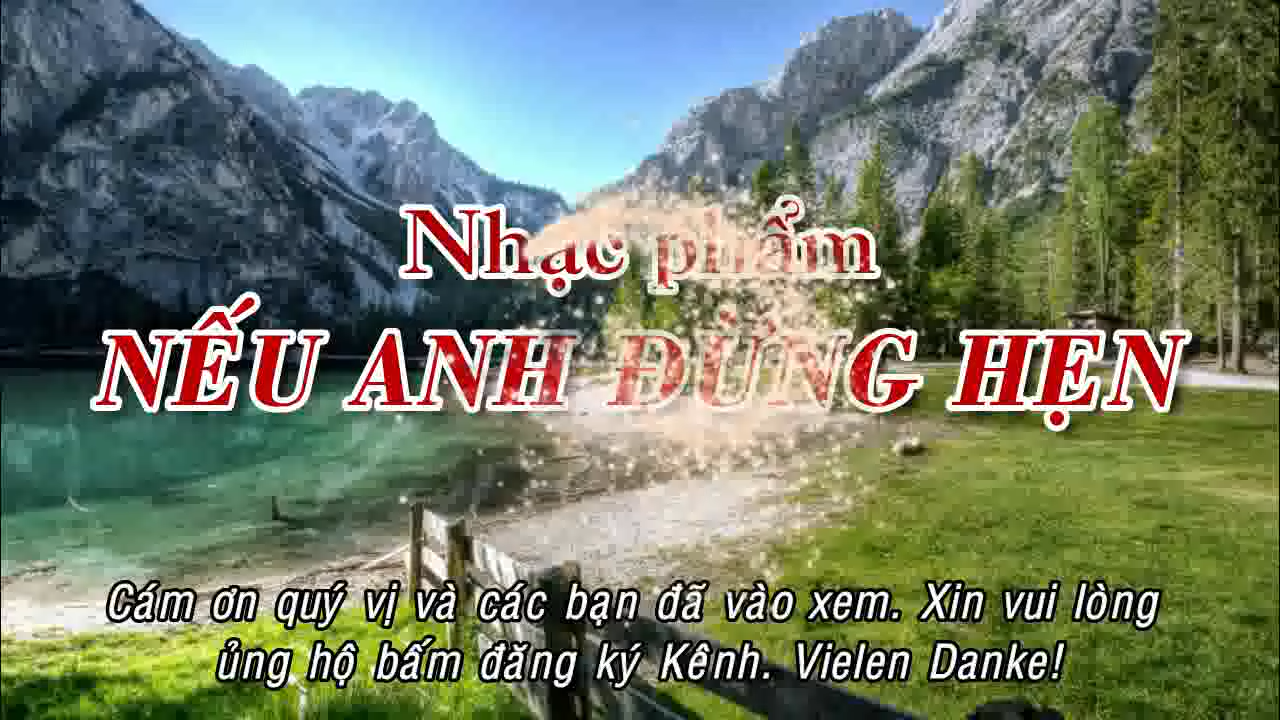 Nhạc phẩm
NẾU ANH ĐỪNG HẸN
Cám ơn quý vị và các bạn đã vào xem. Xin vui lòng
ủng hộ bấm đăng ký Kênh. Vielen Danke!